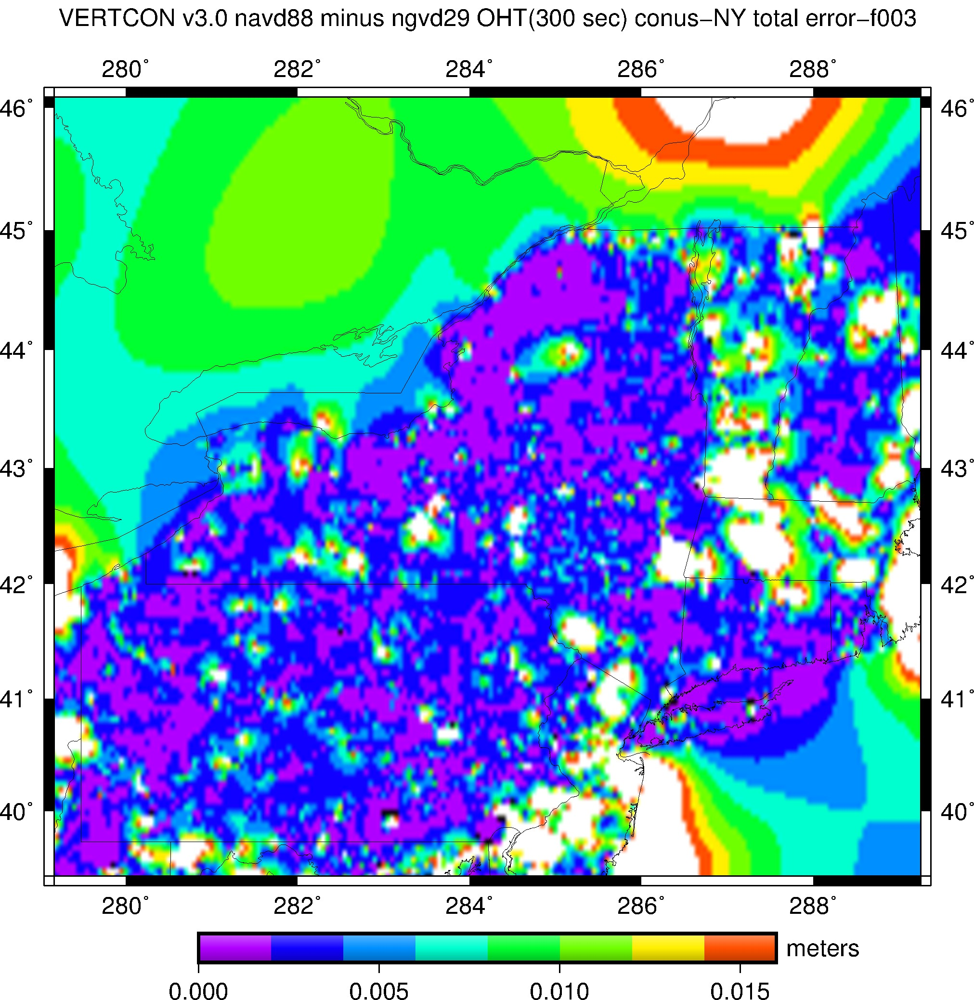 VERTCON v3.0 navd88 minus ngvd29 OHT(300 sec) conus−NY total error−f003
280° 282° 284° 286° 288°
46° 46°
45° 45°
44° 44°
43° 43°
42° 42°
41° 41°
40° 40°
280° 282° 284° 286° 288°
meters
0.000 0.005 0.010 0.015